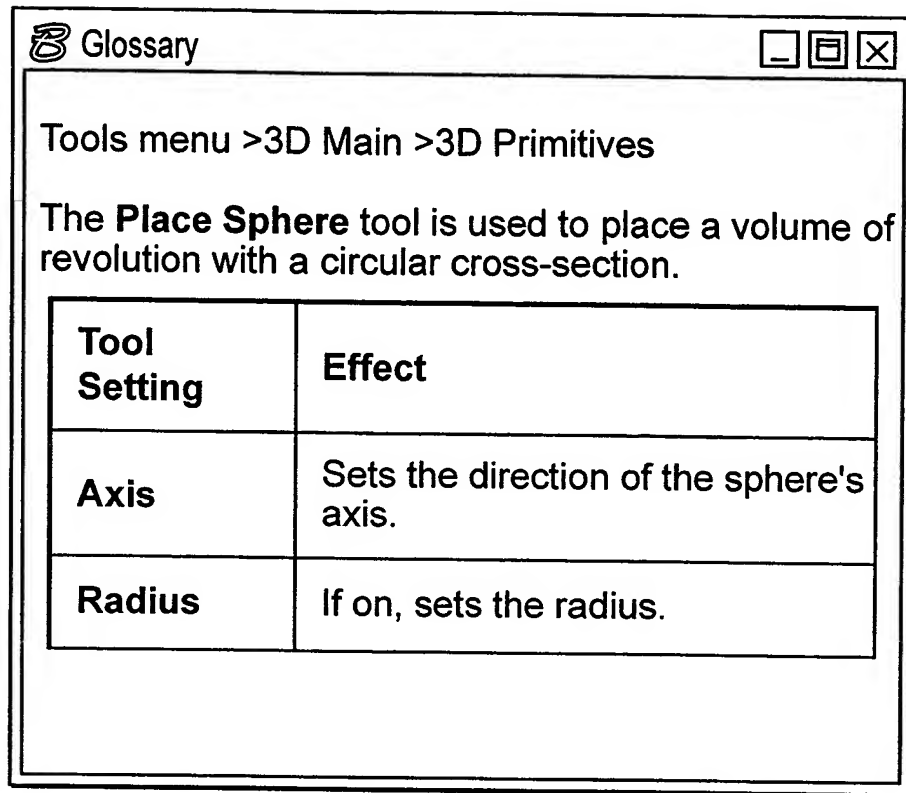 Glossary
Tools menu >3D Main >3D Primitives
The Place Sphere tool is used to place a volume of
revolution with a circular cross-section.
Tool
Setting
Effect
Axis
Sets the direction of the sphere's
axis.
Radius
If on, sets the radius.